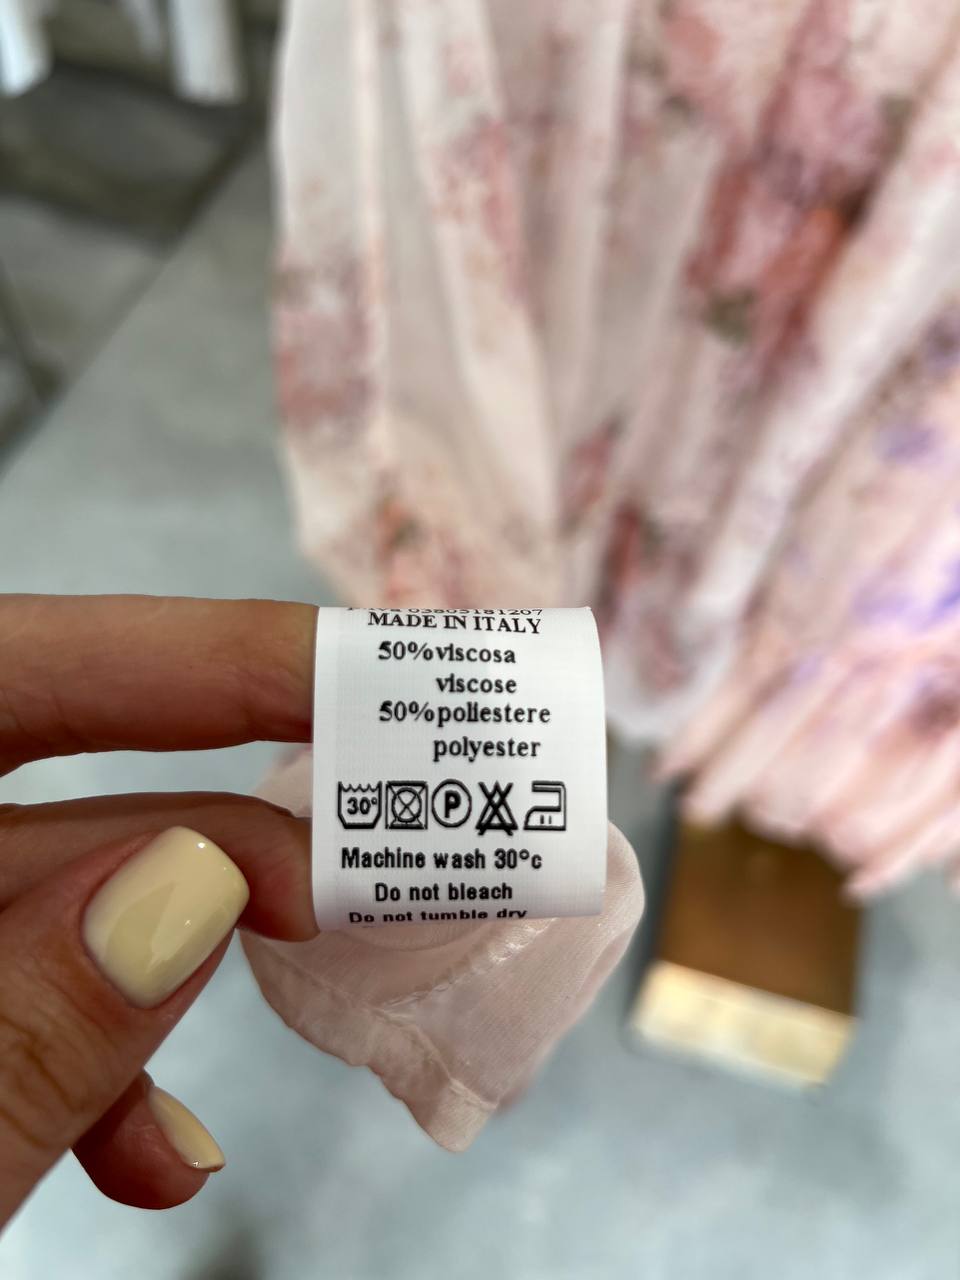 03805181207
MADE IN ITALY
50%viscosa
viscose
50%poliestere
polyester
30° P
Machine wash 30°c
Do not bleach
Do not tumble dry